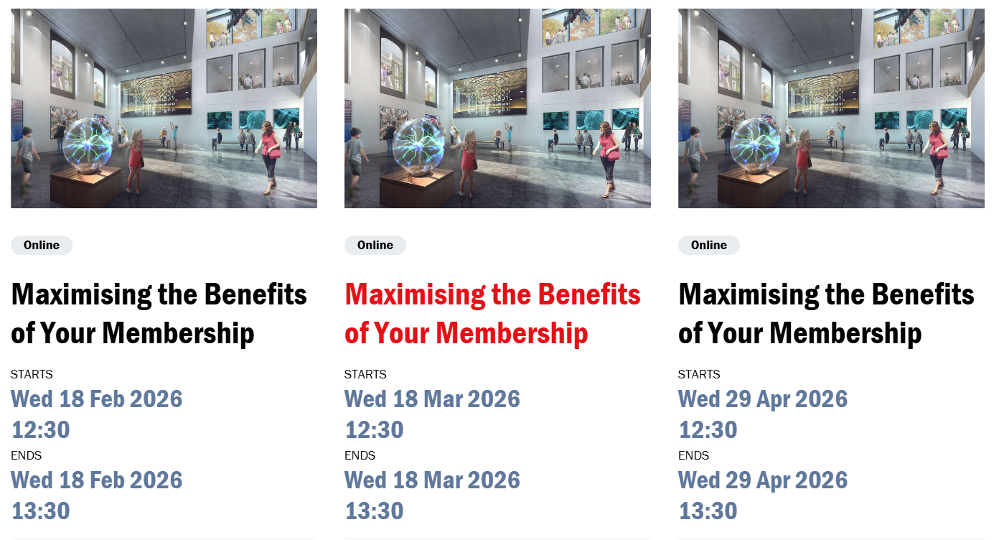 Online
Maximising the Benefits
of Your Membership
STARTS
Wed 18 Feb 2026
12:30
ENDS
Wed 18 Feb 2026
13:30
Online
Maximising the Benefits
of Your Membership
STARTS
Wed 18 Mar 2026
12:30
ENDS
Wed 18 Mar 2026
13:30
Online
Maximising the Benefits
of Your Membership
STARTS
Wed 29 Apr 2026
12:30
ENDS
Wed 29 Apr 2026
13:30